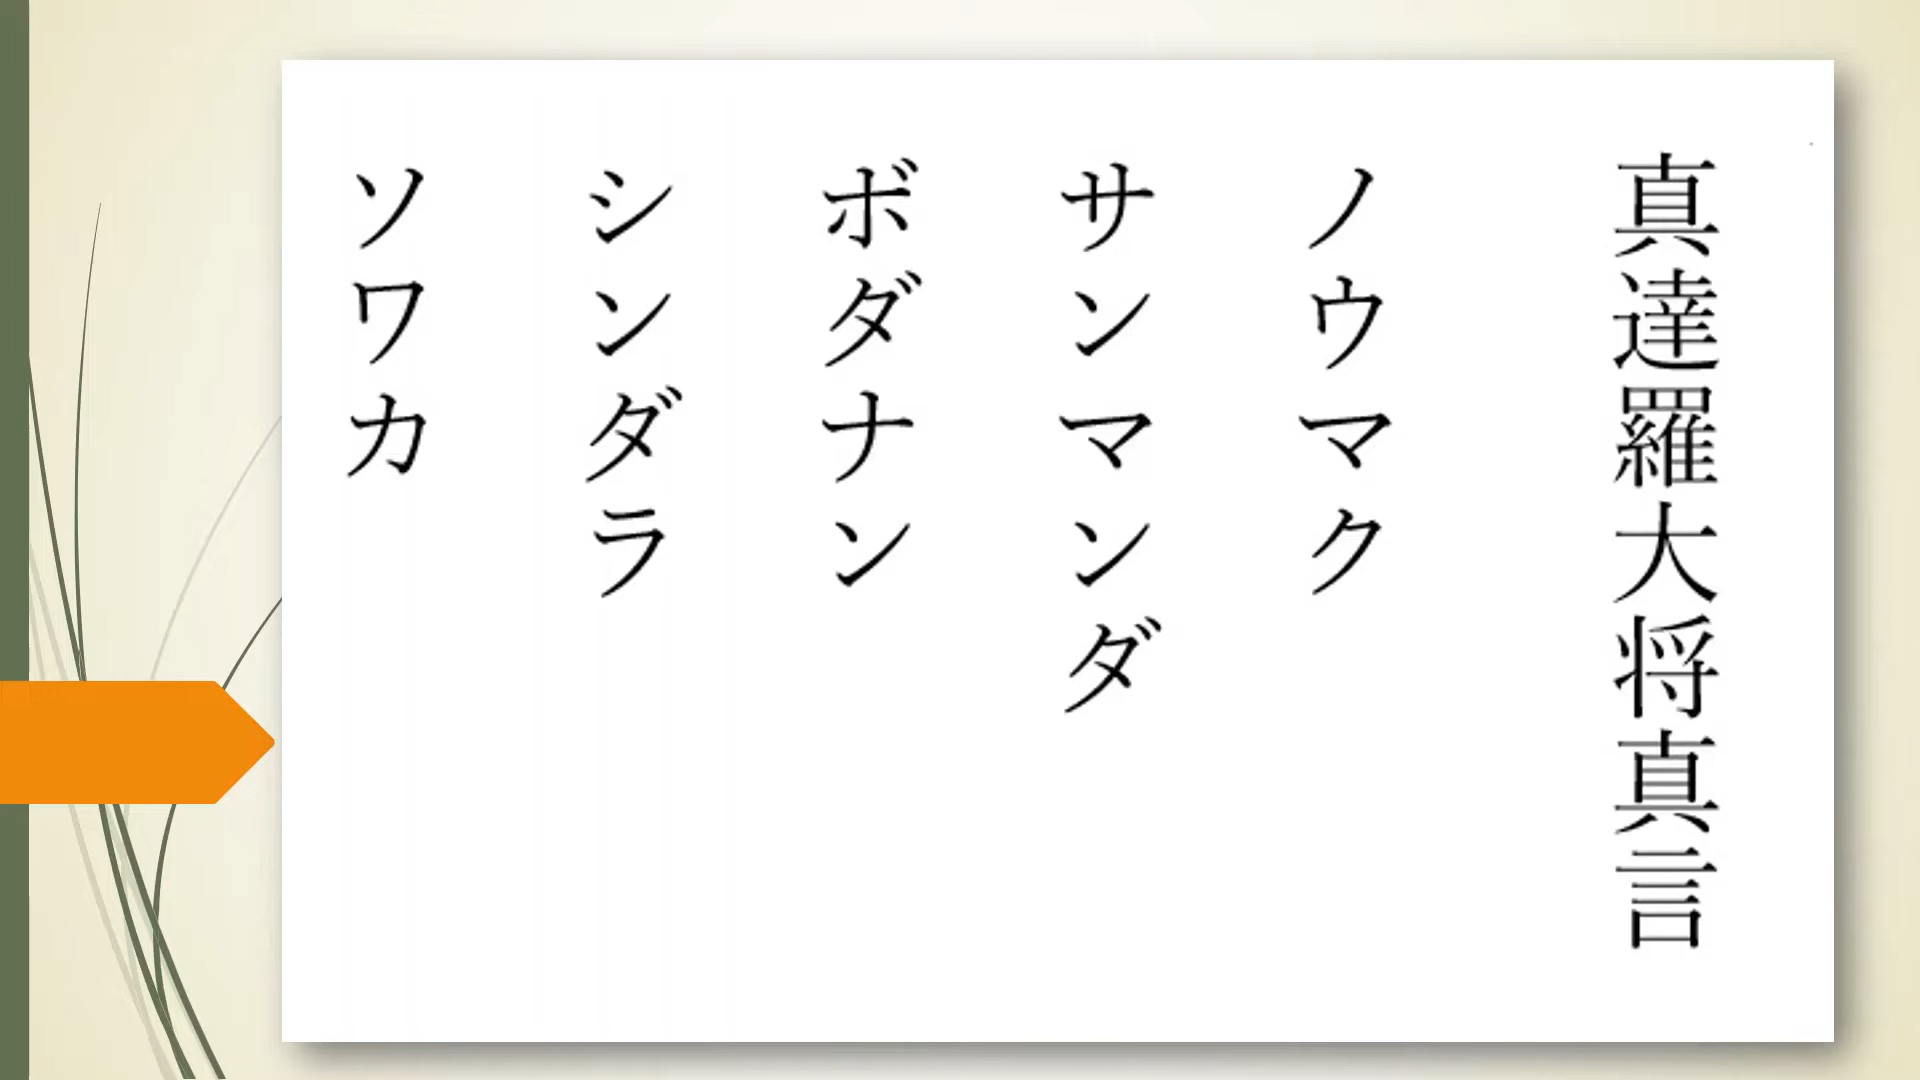 真達羅大将真言
ノウマク
サンマンダ
ボダナン
シンダラ
ソワカ